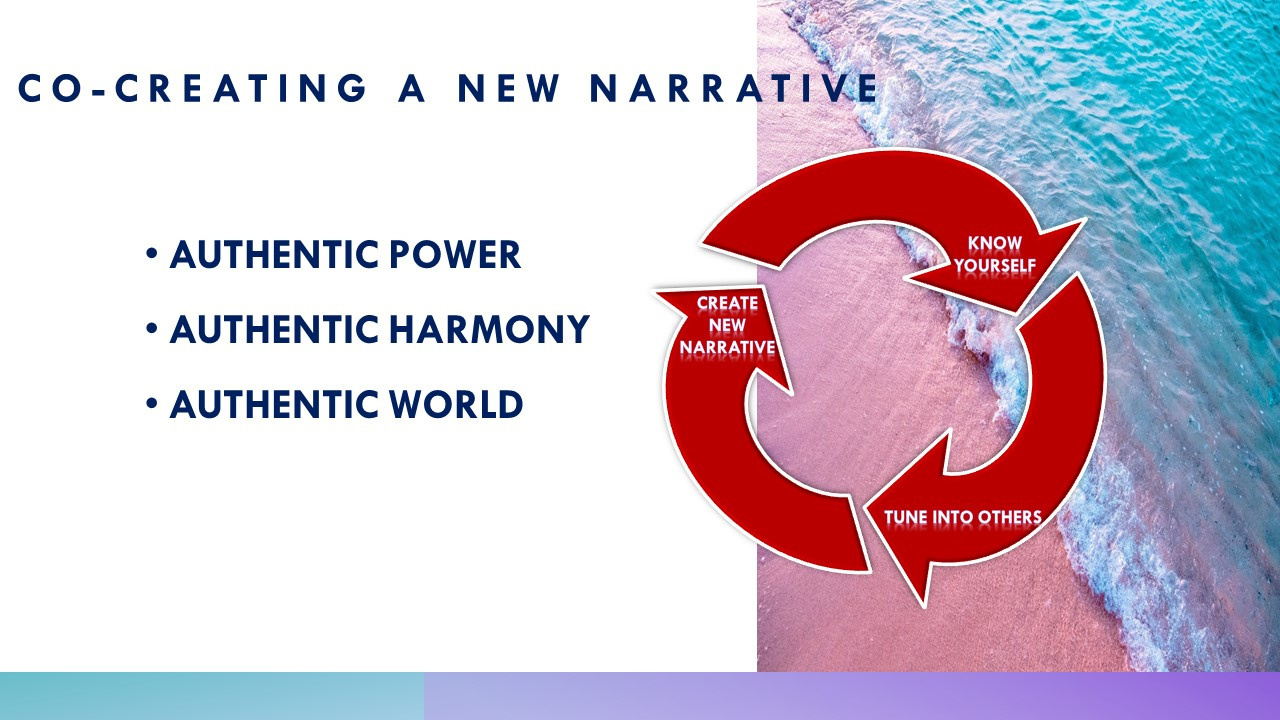 CO-CREATING A NEW NARRATIVE
• AUTHENTIC POWER
• AUTHENTIC HARMONY
• AUTHENTIC WORLD
KNOW
YOURSELF
TUNE INTO OTHERS
CREATE
NEW
NARRATIVE